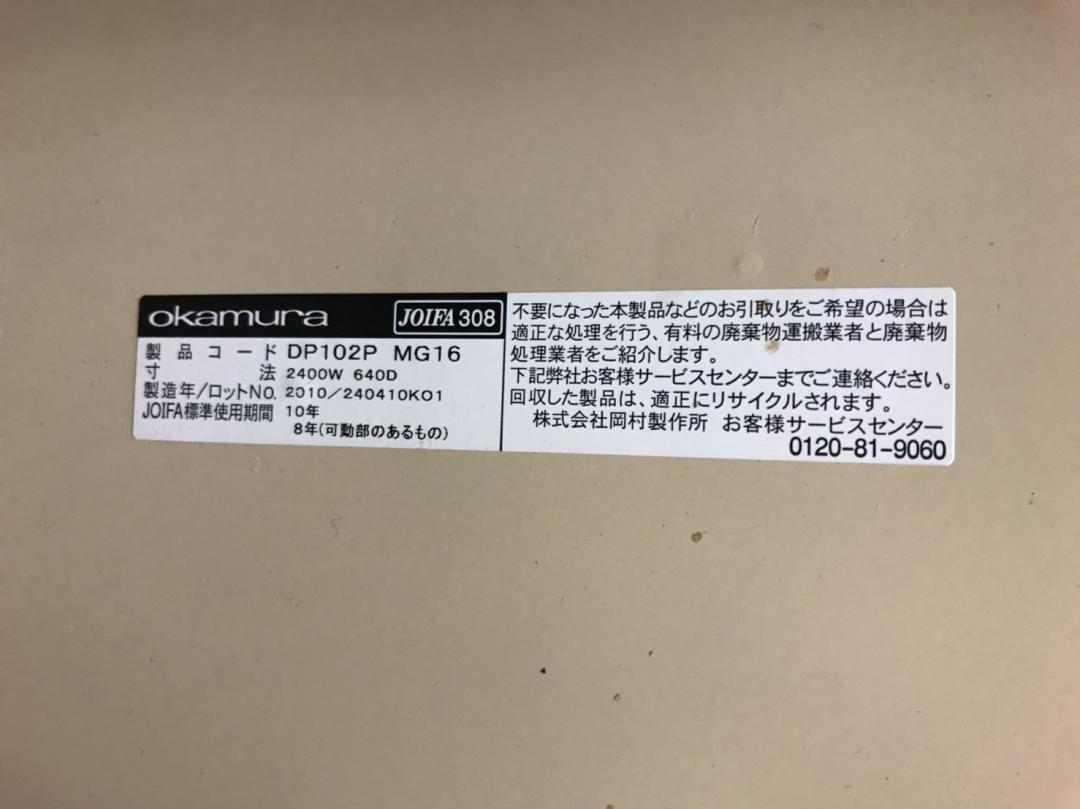 okamura JOIFA308
製品コード DP102P MG16
寸法 2400W 640D
製造年/ロットNO. 2010/240410K01
JOIFA標準使用期間 10年
8年(可動部のあるもの)
不要になった本製品などのお引取りをご希望の場合は
適正な処理を行う、有料の廃棄物運搬業者と廃棄物
処理業者をご紹介します。
下記弊社お客様サービスセンターまでご連絡ください。
回収した製品は、適正にリサイクルされます。
株式会社岡村製作所 お客様サービスセンター
0120-81-9060